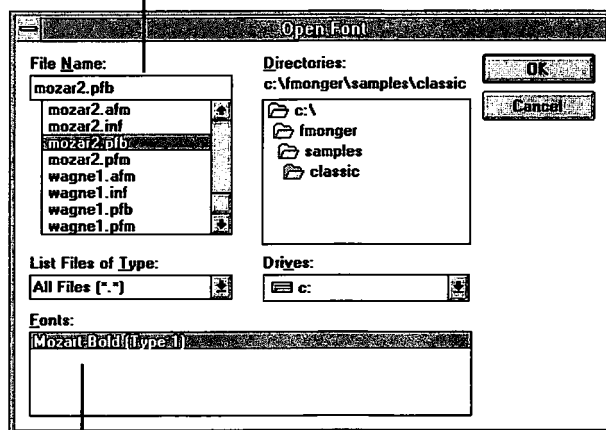 Open Font
File Name:
mozar2.pfb
mozar2.afm
mozar2.inf
mozar2.pfb
mozar2.pfm
wagne1.afm
wagne1.inf
wagne1.pfb
wagne1.pfm
Directories:
c:\fmonger\samples\classic
c:\
fmonger
samples
classic
OK
Cancel
List Files of Type:
All Files (*.*)
Drives:
c:
Fonts:
Mozart-Bold (Type 1)